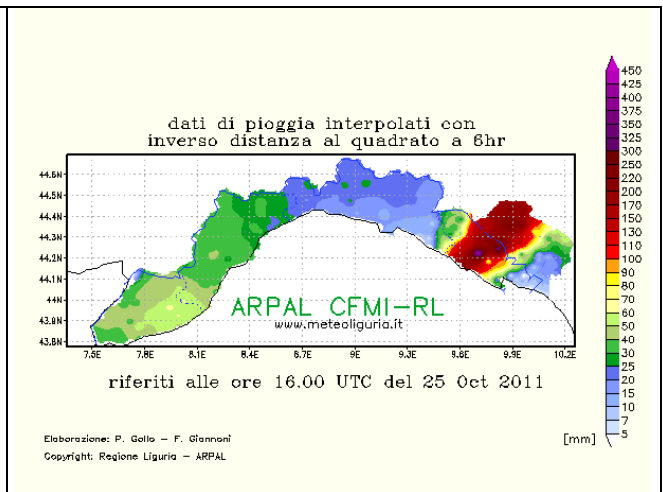 dati di pioggia interpolati con
inverso distanza al quadrato a 6hr
44.6N
44.5N
44.4N
44.3N
44.2N
44.1N
44N
43.9N
43.8N
7.5E 7.8E 8.1E 8.4E 8.7E 9E 9.3E 9.6E 9.9E 10.2E
ARPAL CFMI-RL
www.meteoliguria.it
riferiti alle ore 16.00 UTC del 25 Oct 2011
Elaborazione: P. Gollo - F. Giannoni
Copyright: Regione Liguria - ARPAL
450
425
400
375
350
325
300
250
220
200
170
150
130
110
100
90
80
70
60
50
40
30
25
20
15
10
7
5
[mm]